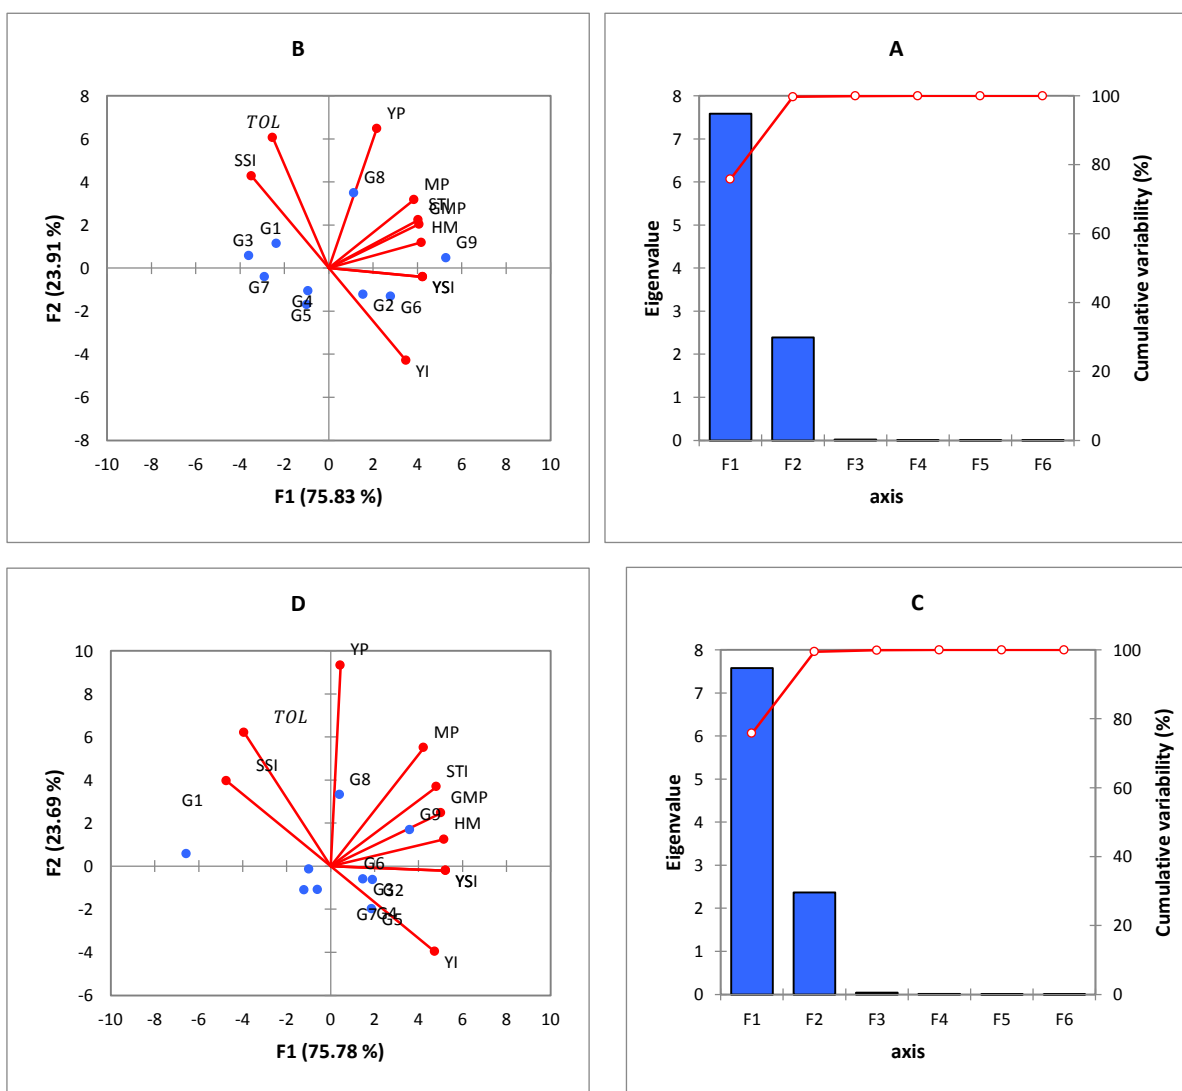 B
8
6
4
2
0
-2
-4
-6
-8
-10 -8 -6 -4 -2 0 2 4 6 8 10
F2 (23.91 %)
F1 (75.83 %)
TOL
YP
SSI
G8
MP
STI
GMP
HM
G1
G3
G9
G7
G4
G5
G2
G6
YSI
YI
A
8
7
6
5
4
3
2
1
0
Eigenvalue
100
80
60
40
20
0
Cumulative variability (%)
F1 F2 F3 F4 F5 F6
axis
D
10
8
6
4
2
0
-2
-4
-6
-10 -8 -6 -4 -2 0 2 4 6 8 10
F2 (23.69 %)
F1 (75.78 %)
YP
TOL
MP
SSI
G8
STI
G1
GMP
G9
HM
G6
YSI
G3
G2
G7
G4
G5
YI
C
8
7
6
5
4
3
2
1
0
Eigenvalue
100
80
60
40
20
0
Cumulative variability (%)
F1 F2 F3 F4 F5 F6
axis